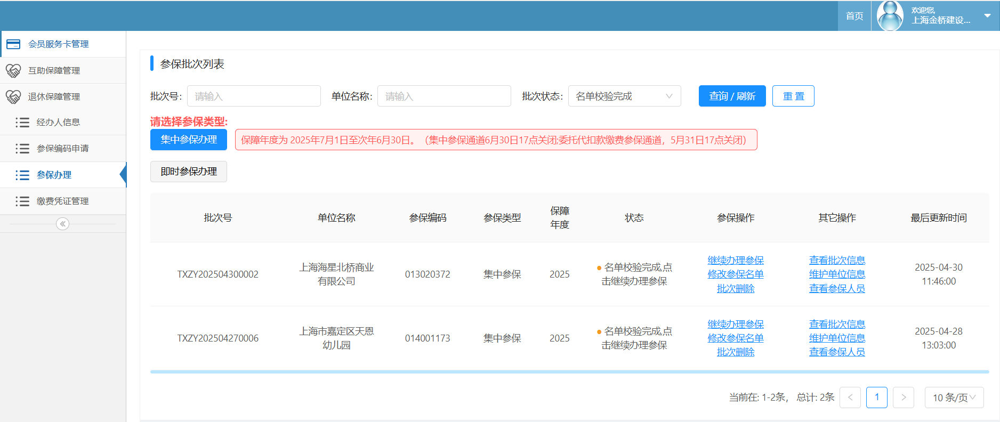 首页
欢迎您,
上海金桥建设...
会员服务卡管理
互助保障管理
退休保障管理
经办人信息
参保编码申请
参保办理
缴费凭证管理
参保批次列表
批次号: 请输入 单位名称: 请输入 批次状态: 名单校验完成 查询 / 刷新 重 置
请选择参保类型:
集中参保办理 保障年度为 2025年7月1日至次年6月30日。（集中参保通道6月30日17点关闭;委托代扣款缴费参保通道，5月31日17点关闭）
即时参保办理
批次号 单位名称 参保编码 参保类型 保障年度 状态 参保操作 其它操作 最后更新时间
TXZY202504300002 上海海星北桥商业有限公司 013020372 集中参保 2025 名单校验完成,点击继续办理参保 继续办理参保 修改参保名单 批次删除 查看批次信息 维护单位信息 查看参保人员 2025-04-30 11:46:00
TXZY202504270006 上海市嘉定区天恩幼儿园 014001173 集中参保 2025 名单校验完成,点击继续办理参保 继续办理参保 修改参保名单 批次删除 查看批次信息 维护单位信息 查看参保人员 2025-04-28 13:03:00
当前在: 1-2条， 总计: 2条 < 1 > 10 条/页